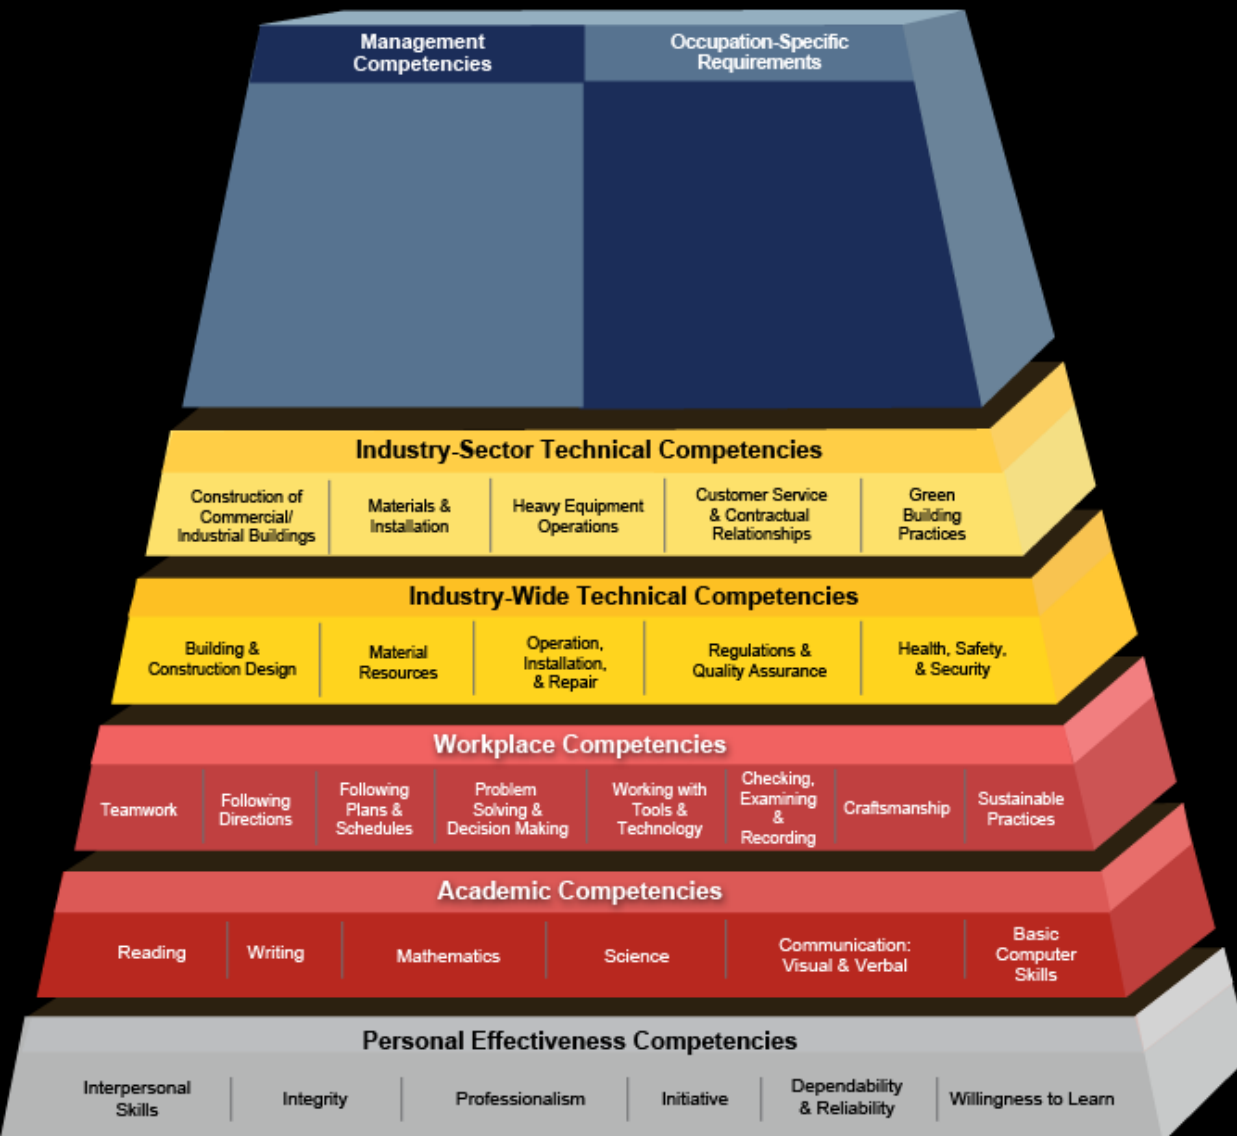 Management
Competencies
Occupation-Specific
Requirements
Industry-Sector Technical Competencies
Construction of
Commercial/
Industrial Buildings
Materials &
Installation
Heavy Equipment
Operations
Customer Service
& Contractual
Relationships
Green
Building
Practices
Industry-Wide Technical Competencies
Building &
Construction Design
Material
Resources
Operation,
Installation,
& Repair
Regulations &
Quality Assurance
Health, Safety,
& Security
Workplace Competencies
Teamwork
Following
Directions
Following
Plans &
Schedules
Problem
Solving &
Decision Making
Working with
Tools &
Technology
Checking,
Examining
&
Recording
Craftsmanship
Sustainable
Practices
Academic Competencies
Reading
Writing
Mathematics
Science
Communication:
Visual & Verbal
Basic
Computer
Skills
Personal Effectiveness Competencies
Interpersonal
Skills
Integrity
Professionalism
Initiative
Dependability
& Reliability
Willingness to Learn